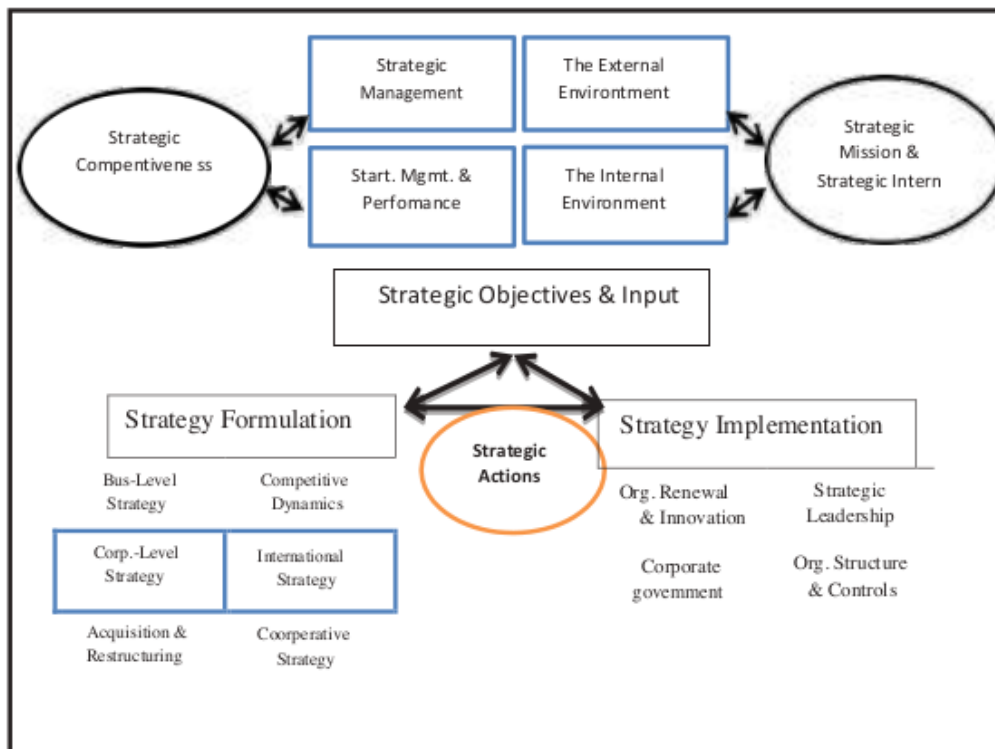 Strategic
Management
The External
Environtment
Strategic
Compentivene ss
Strategic
Mission &
Strategic Intern
Start. Mgmt. &
Perfomance
The Internal
Environment
Strategic Objectives & Input
Strategy Formulation
Strategic
Actions
Strategy Implementation
Bus-Level
Strategy
Competitive
Dynamics
Org. Renewal
& Innovation
Strategic
Leadership
Corp.-Level
Strategy
International
Strategy
Corporate
government
Org. Structure
& Controls
Acquisition &
Restructuring
Coorperative
Strategy